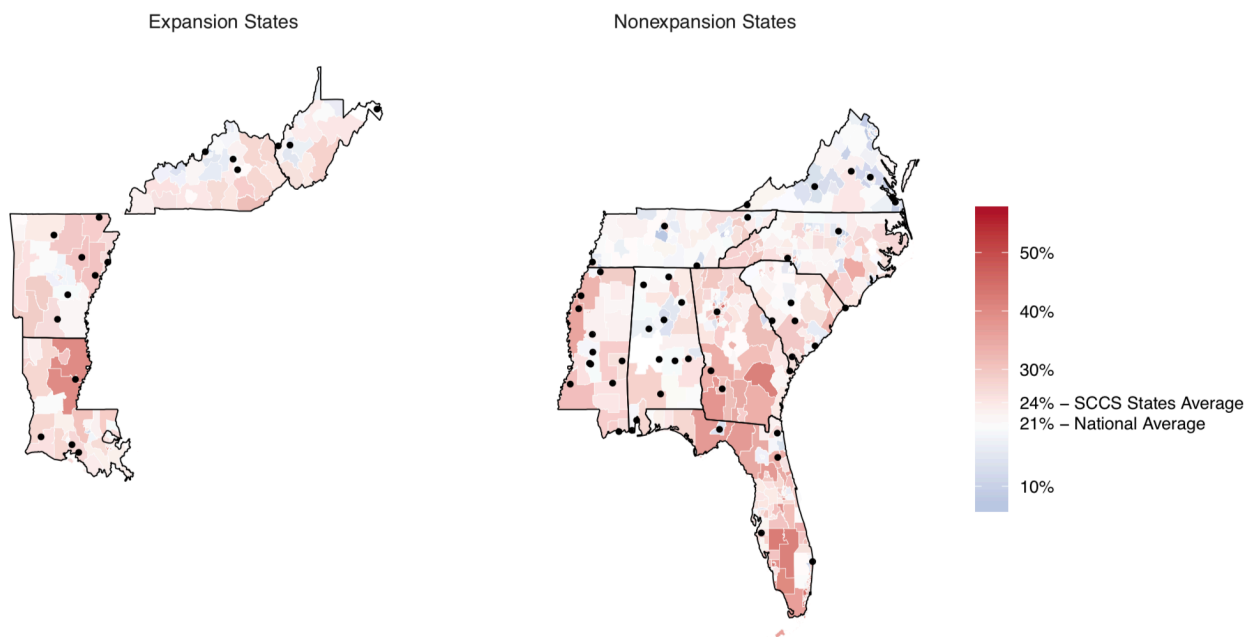 Expansion States
Nonexpansion States
50%
40%
30%
24% – SCCS States Average
21% – National Average
10%